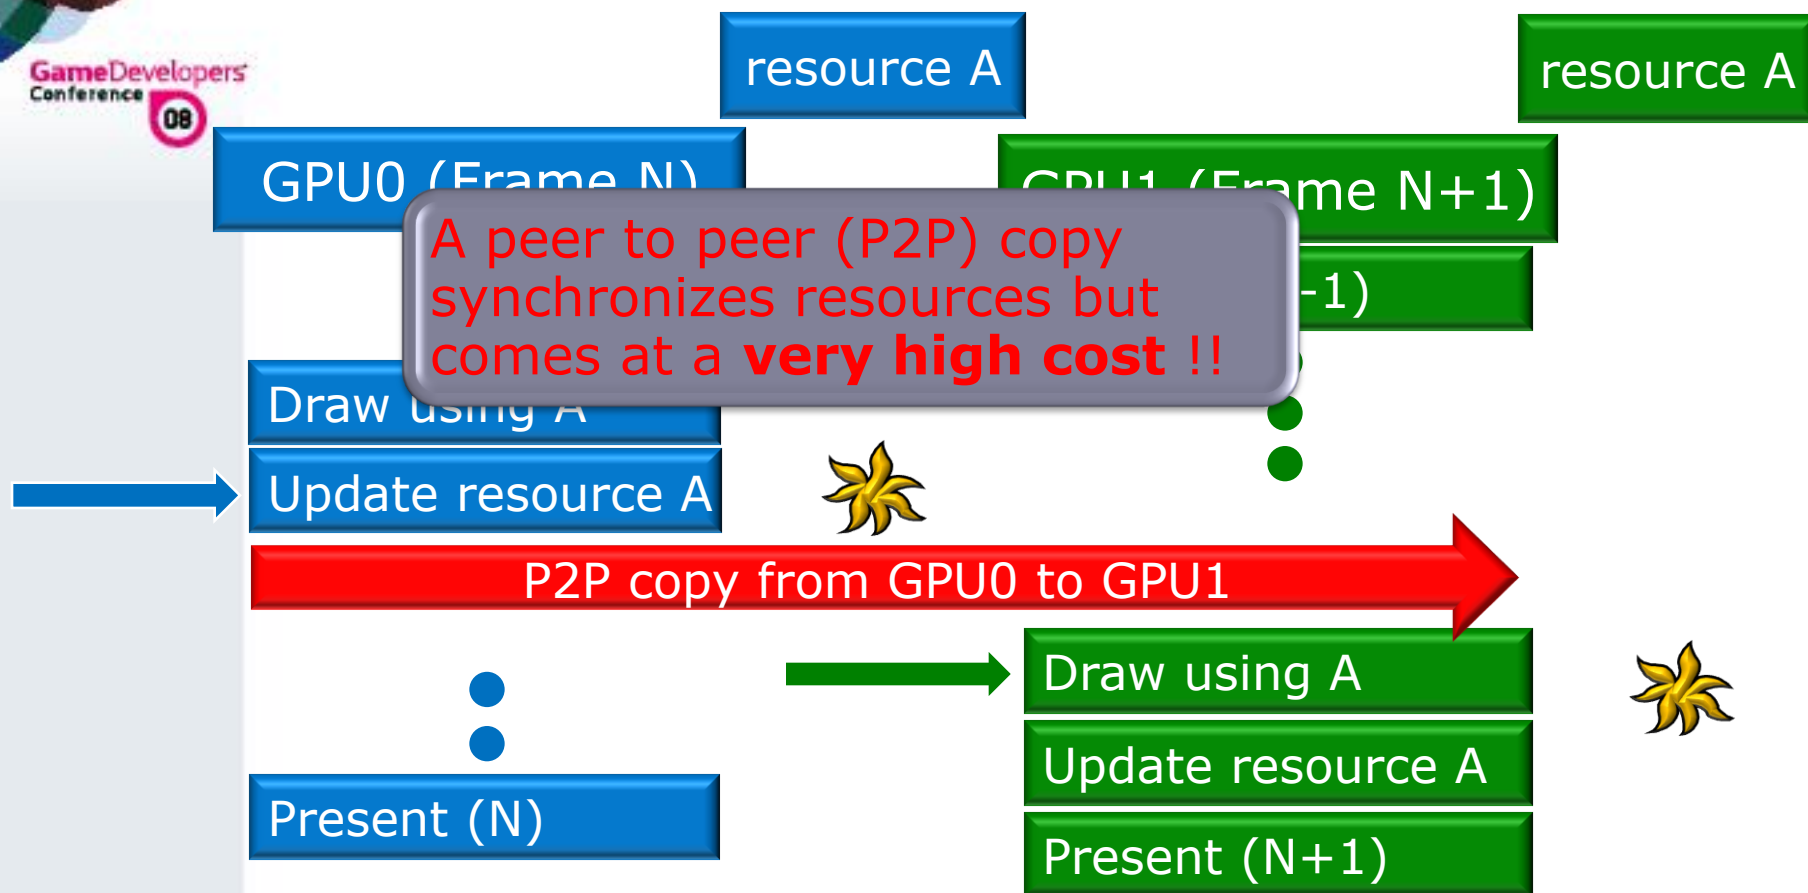 GameDevelopers
Conference
08
resource A
resource A
GPU0 (Frame N)
GPU1 (Frame N+1)
A peer to peer (P2P) copy
synchronizes resources but
comes at a very high cost !!
-1)
Draw using A
Update resource A
P2P copy from GPU0 to GPU1
Draw using A
Update resource A
Present (N)
Present (N+1)